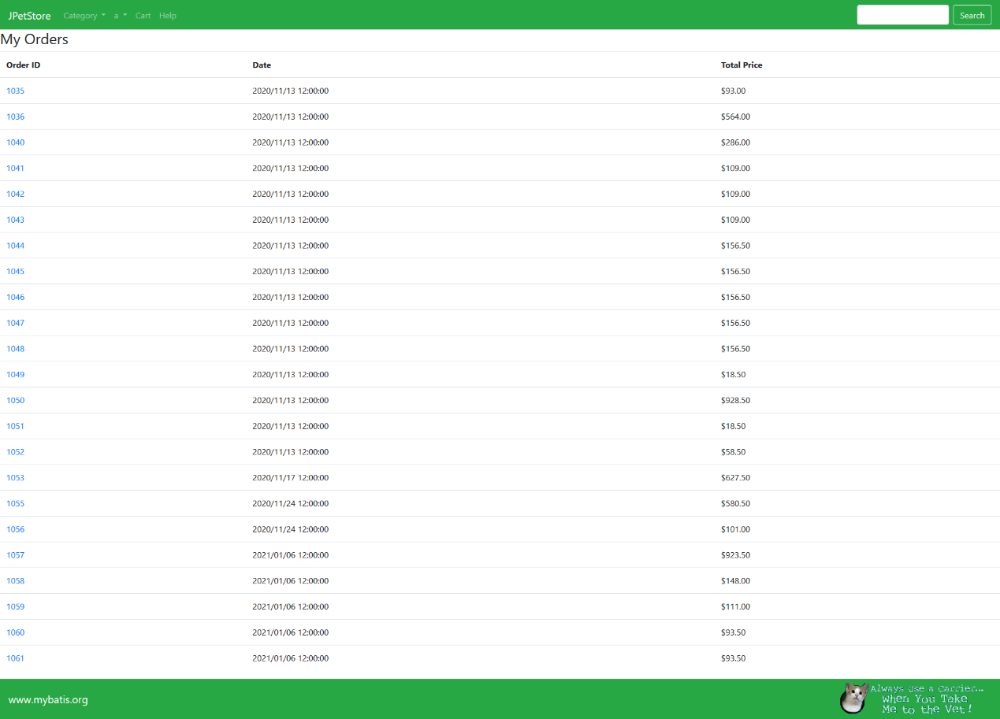 JPetStore Category a Cart Help Search
My Orders
Order ID Date Total Price
1035 2020/11/13 12:00:00 $93.00
1036 2020/11/13 12:00:00 $564.00
1040 2020/11/13 12:00:00 $286.00
1041 2020/11/13 12:00:00 $109.00
1042 2020/11/13 12:00:00 $109.00
1043 2020/11/13 12:00:00 $109.00
1044 2020/11/13 12:00:00 $156.50
1045 2020/11/13 12:00:00 $156.50
1046 2020/11/13 12:00:00 $156.50
1047 2020/11/13 12:00:00 $156.50
1048 2020/11/13 12:00:00 $156.50
1049 2020/11/13 12:00:00 $18.50
1050 2020/11/13 12:00:00 $928.50
1051 2020/11/13 12:00:00 $18.50
1052 2020/11/13 12:00:00 $58.50
1053 2020/11/17 12:00:00 $627.50
1055 2020/11/24 12:00:00 $580.50
1056 2020/11/24 12:00:00 $101.00
1057 2021/01/06 12:00:00 $923.50
1058 2021/01/06 12:00:00 $148.00
1059 2021/01/06 12:00:00 $111.00
1060 2021/01/06 12:00:00 $93.50
1061 2021/01/06 12:00:00 $93.50
www.mybatis.org
Always Use a Carrier...
When You Take
Me to the Vet!